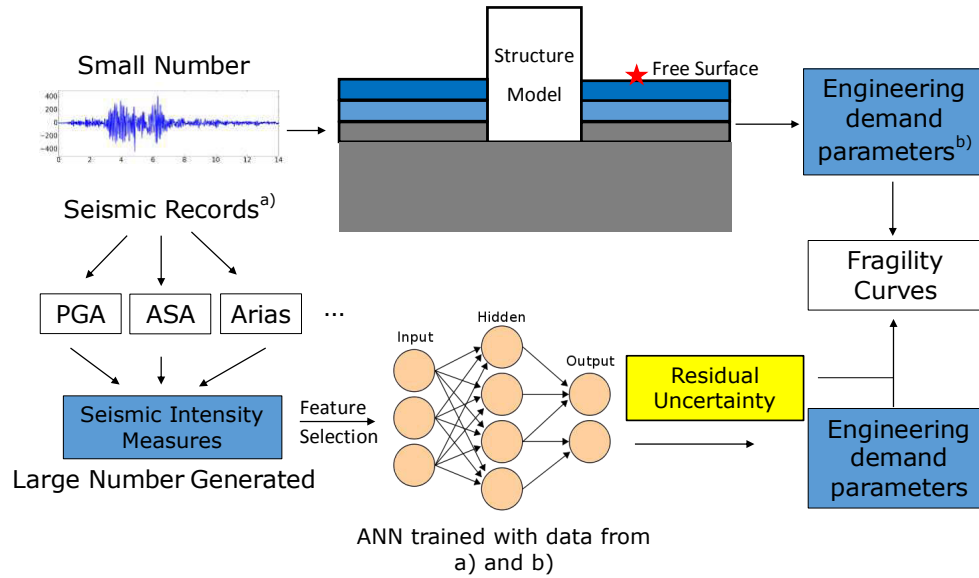 Small Number
400
200
0
−200
−400
0 2 4 6 8 10 12 14
Seismic Records a)
Structure
Model
Free Surface
Engineering
demand
parameters b)
Fragility
Curves
PGA
ASA
Arias
...
Seismic Intensity
Measures
Large Number Generated
Feature
Selection
Input
Hidden
Output
ANN trained with data from
a) and b)
Residual
Uncertainty
Engineering
demand
parameters